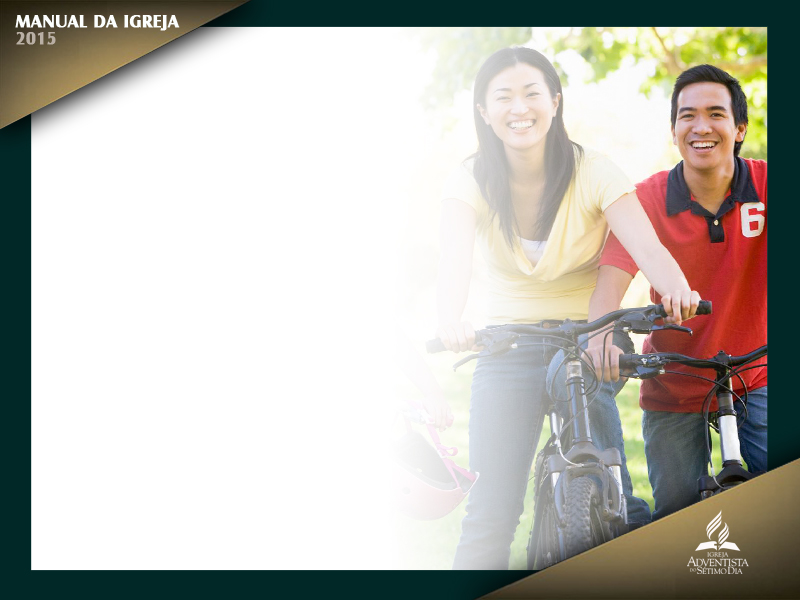 MANUAL DA IGREJA
2015
6
IGREJA
ADVENTISTA
DO SÉTIMO DIA